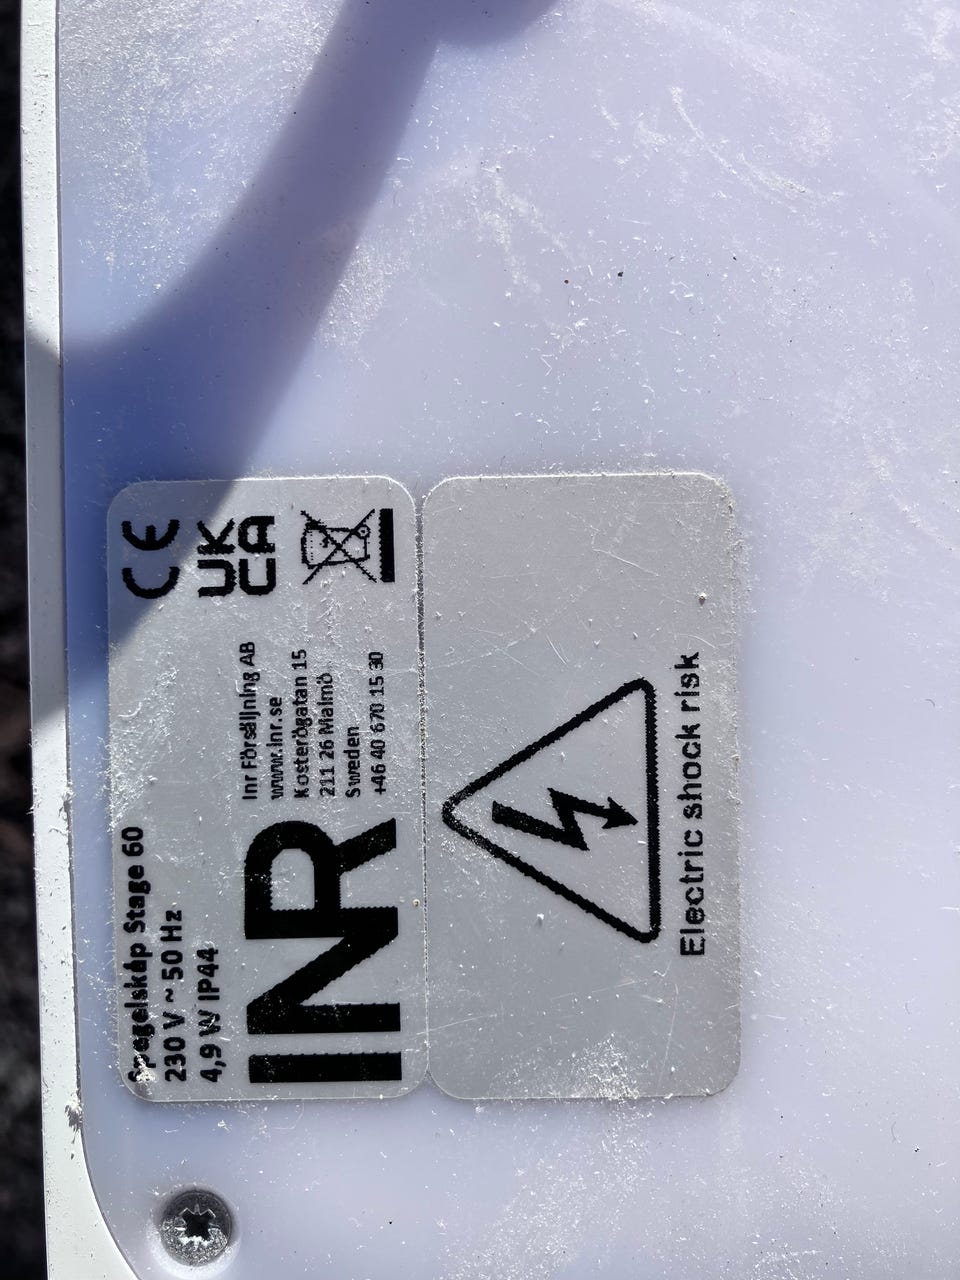 Spegelskåp Stage 60
230 V ~ 50 Hz
4,9 W IP44
INR
Inr Försäljning AB
www.inr.se
Kosterögatan 15
211 26 Malmö
Sweden
+46 40 670 15 30
CE
UK
CA
Electric shock risk